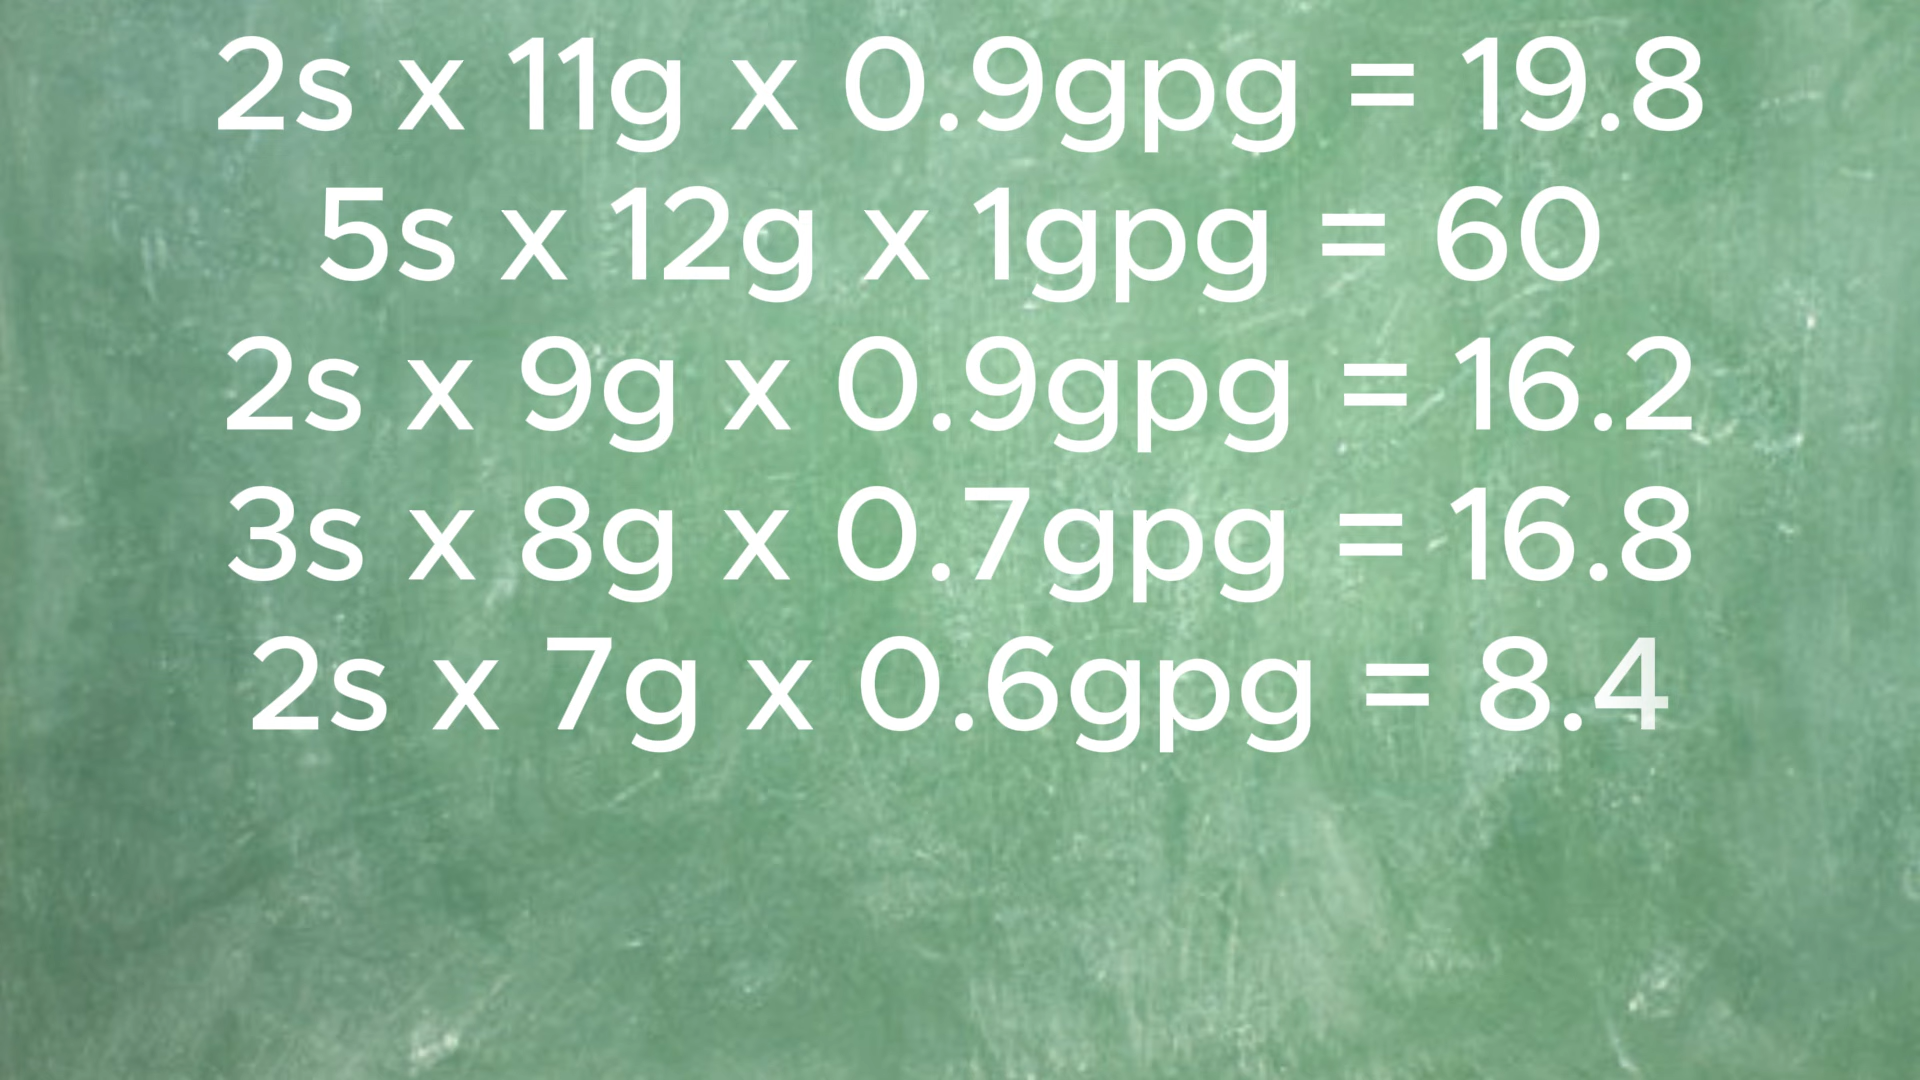 2s x 11g x 0.9gpg = 19.8
5s x 12g x 1gpg = 60
2s x 9g x 0.9gpg = 16.2
3s x 8g x 0.7gpg = 16.8
2s x 7g x 0.6gpg = 8.4